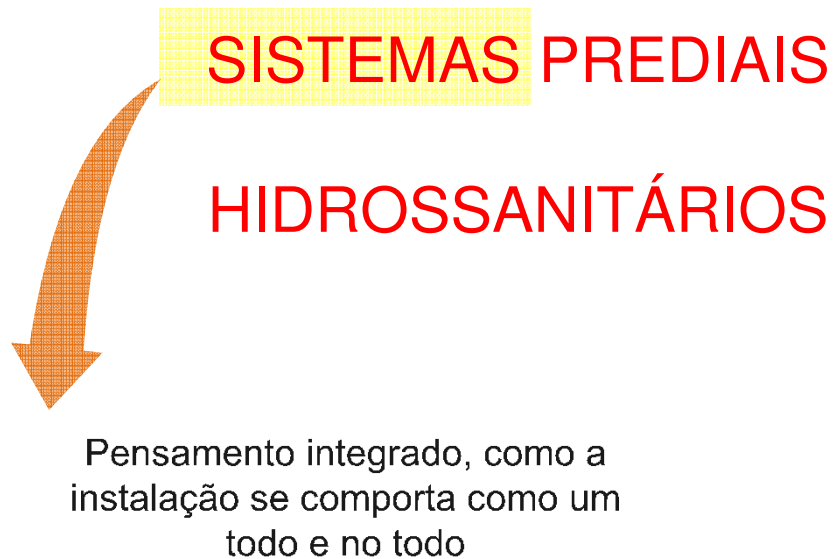 SISTEMAS PREDIAIS
HIDROSSANITÁRIOS
Pensamento integrado, como a
instalação se comporta como um
todo e no todo